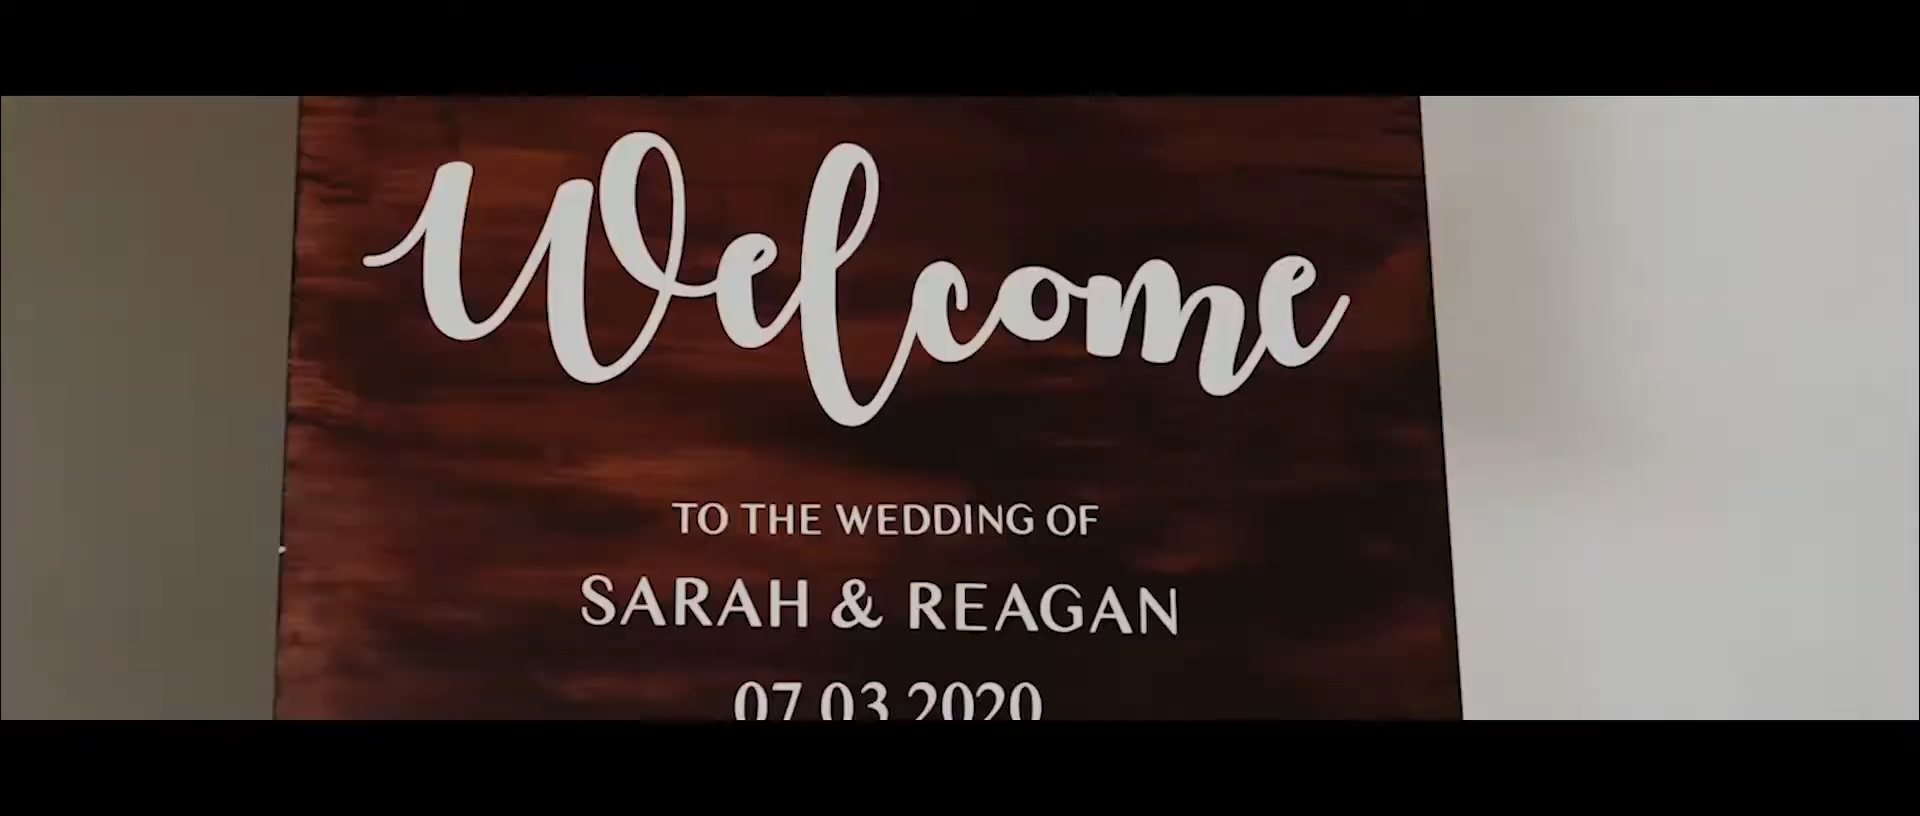 Welcome
TO THE WEDDING OF
SARAH & REAGAN
07.03.2020